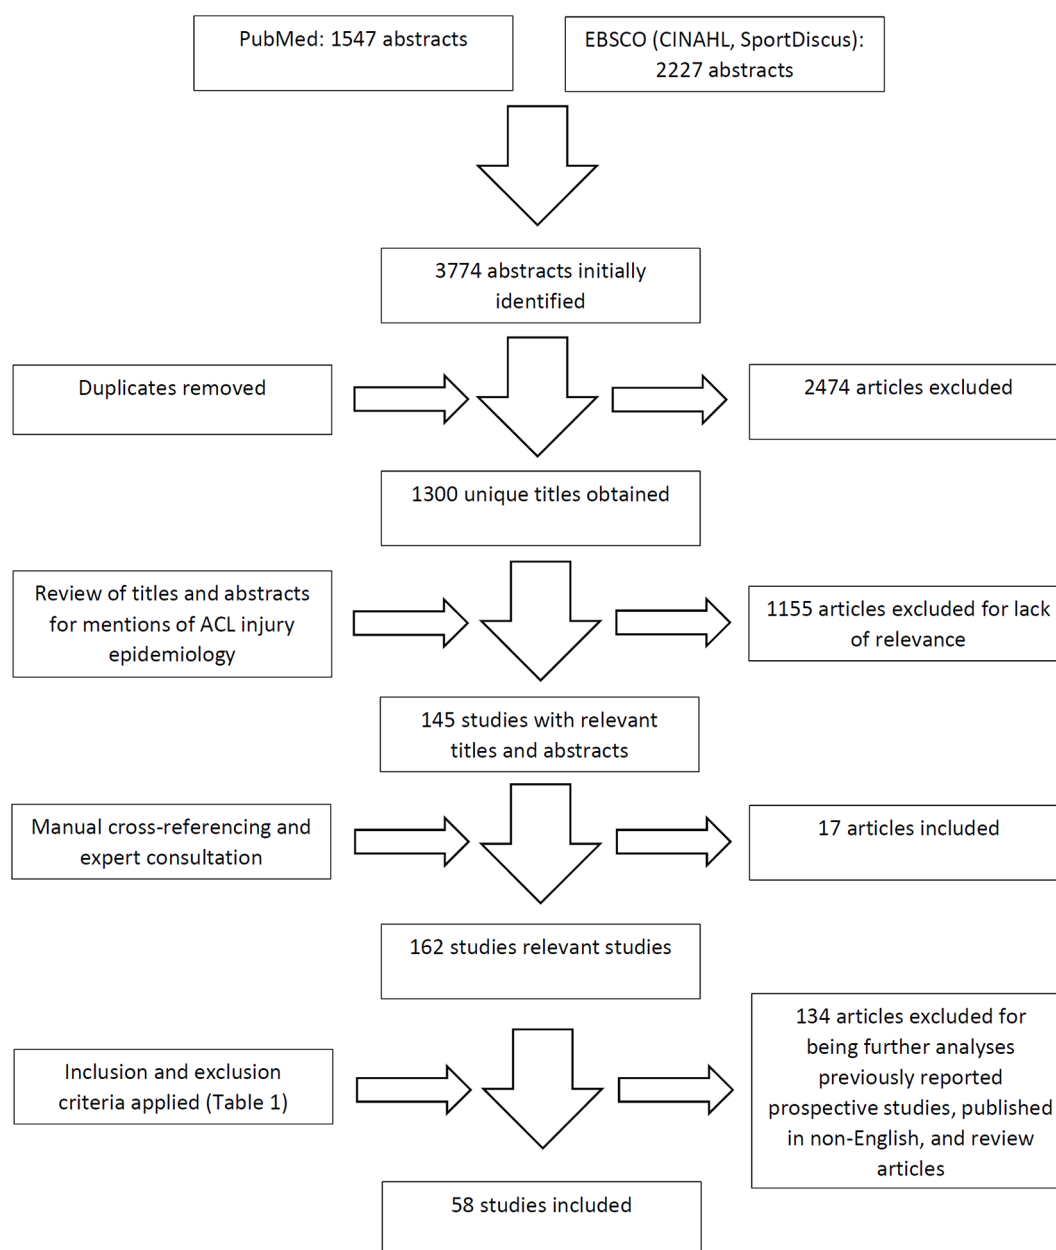 PubMed: 1547 abstracts
EBSCO (CINAHL, SportDiscus):
2227 abstracts
3774 abstracts initially
identified
Duplicates removed
2474 articles excluded
1300 unique titles obtained
Review of titles and abstracts
for mentions of ACL injury
epidemiology
1155 articles excluded for lack
of relevance
145 studies with relevant
titles and abstracts
Manual cross-referencing and
expert consultation
17 articles included
162 studies relevant studies
Inclusion and exclusion
criteria applied (Table 1)
134 articles excluded for
being further analyses
previously reported
prospective studies, published
in non-English, and review
articles
58 studies included